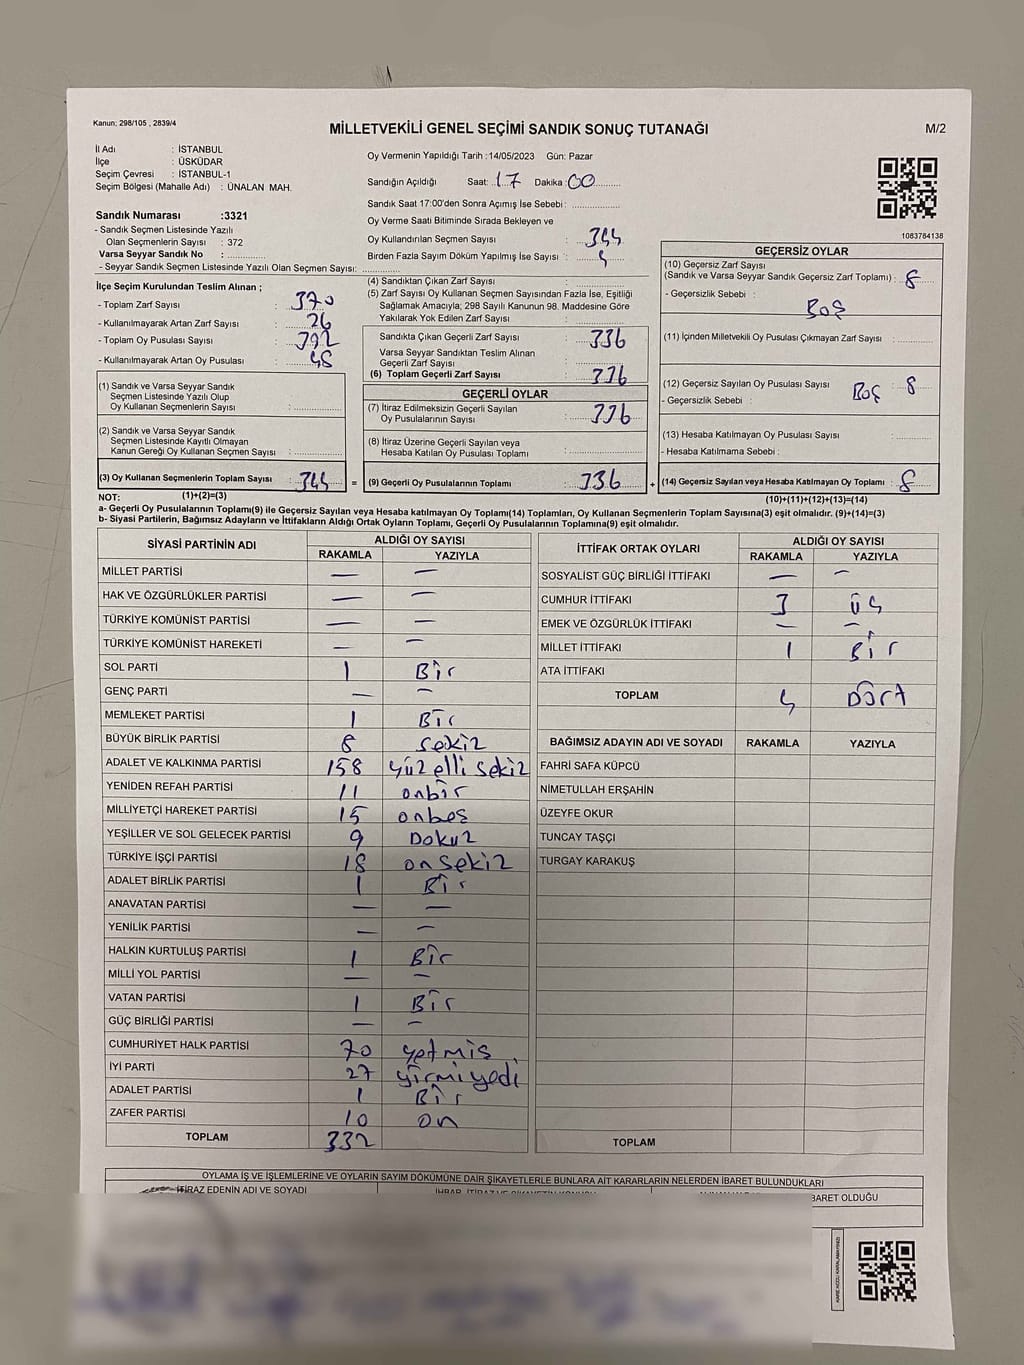 Kanun; 298/105 , 2839/4
MİLLETVEKİLİ GENEL SEÇİMİ SANDIK SONUÇ TUTANAĞI
M/2
İl Adı : İSTANBUL
İlçe : ÜSKÜDAR
Seçim Çevresi : İSTANBUL-1
Seçim Bölgesi (Mahalle Adı) : ÜNALAN MAH.
Sandık Numarası :3321
- Sandık Seçmen Listesinde Yazılı
Olan Seçmenlerin Sayısı : 372
Varsa Seyyar Sandık No :
- Seyyar Sandık Seçmen Listesinde Yazılı Olan Seçmen Sayısı:
Oy Vermenin Yapıldığı Tarih :14/05/2023 Gün: Pazar
Sandığın Açıldığı Saat: 17 Dakika 00
Sandık Saat 17:00'den Sonra Açımış İse Sebebi :
Oy Verme Saati Bitiminde Sırada Bekleyen ve
Oy Kullandırılan Seçmen Sayısı : 344
Birden Fazla Sayım Döküm Yapılmış İse Sayısı :
1083784138
İlçe Seçim Kurulundan Teslim Alınan ;
- Toplam Zarf Sayısı : 370
- Kullanılmayarak Artan Zarf Sayısı : 26
- Toplam Oy Pusulası Sayısı : 392
- Kullanılmayarak Artan Oy Pusulası : 48
(1) Sandık ve Varsa Seyyar Sandık
Seçmen Listesinde Yazılı Olup
Oy Kullanan Seçmenlerin Sayısı :
(2) Sandık ve Varsa Seyyar Sandık
Seçmen Listesinde Kayıtlı Olmayan
Kanun Gereği Oy Kullanan Seçmen Sayısı :
(3) Oy Kullanan Seçmenlerin Toplam Sayısı : 344 =
(4) Sandıktan Çıkan Zarf Sayısı :
(5) Zarf Sayısı Oy Kullanan Seçmen Sayısından Fazla İse, Eşitliği
Sağlamak Amacıyla; 298 Sayılı Kanunun 98. Maddesine Göre
Yakılarak Yok Edilen Zarf Sayısı :
Sandıkta Çıkan Zarf Sayısı : 336
Varsa Seyyar Sandıktan Teslim Alınan
Geçerli Zarf Sayısı :
(6) Toplam Geçerli Zarf Sayısı : 336
GEÇERLİ OYLAR
(7) İtiraz Edilmeksizin Geçerli Sayılan
Oy Pusulalarının Sayısı : 336
(8) İtiraz Üzerine Geçerli Sayılan veya
Hesaba Katılan Oy Pusulası Toplamı :
(9) Geçerli Oy Pusulalarının Toplamı : 336 +
GEÇERSİZ OYLAR
(10) Geçersiz Zarf Sayısı
(Sandık ve Varsa Seyyar Sandık Geçersiz Zarf Toplamı) : 8
- Geçersizlik Sebebi :
Boş
(11) İçinden Milletvekili Oy Pusulası Çıkmayan Zarf Sayısı :
(12) Geçersiz Sayılan Oy Pusulası Sayısı : 8
- Geçersizlik Sebebi : Boş
(13) Hesaba Katılmayan Oy Pusulası Sayısı :
- Hesaba Katılmama Sebebi :
(14) Geçersiz Sayılan veya Hesaba Katılmayan Oy Toplamı : 8
NOT: (1)+(2)=(3)
(10)+(11)+(12)+(13)=(14)
a- Geçerli Oy Pusulalarının Toplamı(9) ile Geçersiz Sayılan veya Hesaba katılmayan Oy Toplamı(14) Toplamları, Oy Kullanan Seçmenlerin Toplam Sayısına(3) eşit olmalıdır. (9)+(14)=(3)
b- Siyasi Partilerin, Bağımsız Adayların ve İttifakların Aldığı Ortak Oyların Toplamı, Geçerli Oy Pusulalarının Toplamına(9) eşit olmalıdır.
SİYASİ PARTİNİN ADI ALDIĞI OY SAYISI
RAKAMLA YAZIYLA
MİLLET PARTİSİ — —
HAK VE ÖZGÜRLÜKLER PARTİSİ — —
TÜRKİYE KOMÜNİST PARTİSİ — —
TÜRKİYE KOMÜNİST HAREKETİ — —
SOL PARTİ 1 Bir
GENÇ PARTİ — —
MEMLEKET PARTİSİ 1 Bir
BÜYÜK BİRLİK PARTİSİ 8 sekiz
ADALET VE KALKINMA PARTİSİ 158 yüz elli sekiz
YENİDEN REFAH PARTİSİ 11 onbir
MİLLİYETÇİ HAREKET PARTİSİ 15 onbeş
YEŞİLLER VE SOL GELECEK PARTİSİ 9 Dokuz
TÜRKİYE İŞÇİ PARTİSİ 18 onsekiz
ADALET BİRLİK PARTİSİ 1 Bir
ANAVATAN PARTİSİ — —
YENİLİK PARTİSİ — —
HALKIN KURTULUŞ PARTİSİ 1 Bir
MİLLİ YOL PARTİSİ — —
VATAN PARTİSİ 1 Bir
GÜÇ BİRLİĞİ PARTİSİ — —
CUMHURİYET HALK PARTİSİ 70 yetmis
İYİ PARTİ 27 yirmiyedi
ADALET PARTİSİ 1 Bir
ZAFER PARTİSİ 10 on
TOPLAM 332
İTTİFAK ORTAK OYLARI ALDIĞI OY SAYISI
RAKAMLA YAZIYLA
SOSYALİST GÜÇ BİRLİĞİ İTTİFAKI — —
CUMHUR İTTİFAKI 3 üç
EMEK VE ÖZGÜRLÜK İTTİFAKI — —
MİLLET İTTİFAKI 1 Bir
ATA İTTİFAKI
TOPLAM 4 Dört
BAĞIMSIZ ADAYIN ADI VE SOYADI RAKAMLA YAZIYLA
FAHRİ SAFA KÜPCÜ
NİMETULLAH ERŞAHİN
ÜZEYFE OKUR
TUNCAY TAŞÇI
TURGAY KARAKUŞ
TOPLAM
OYLAMA İŞ VE İŞLEMLERİNE VE OYLARIN SAYIM DÖKÜMÜNE DAİR ŞİKAYETLERLE BUNLARA AİT KARARLARIN NELERDEN İBARET BULUNDUKLARI
İTİRAZ EDENİN ADI VE SOYADI
BARET OLDUĞU